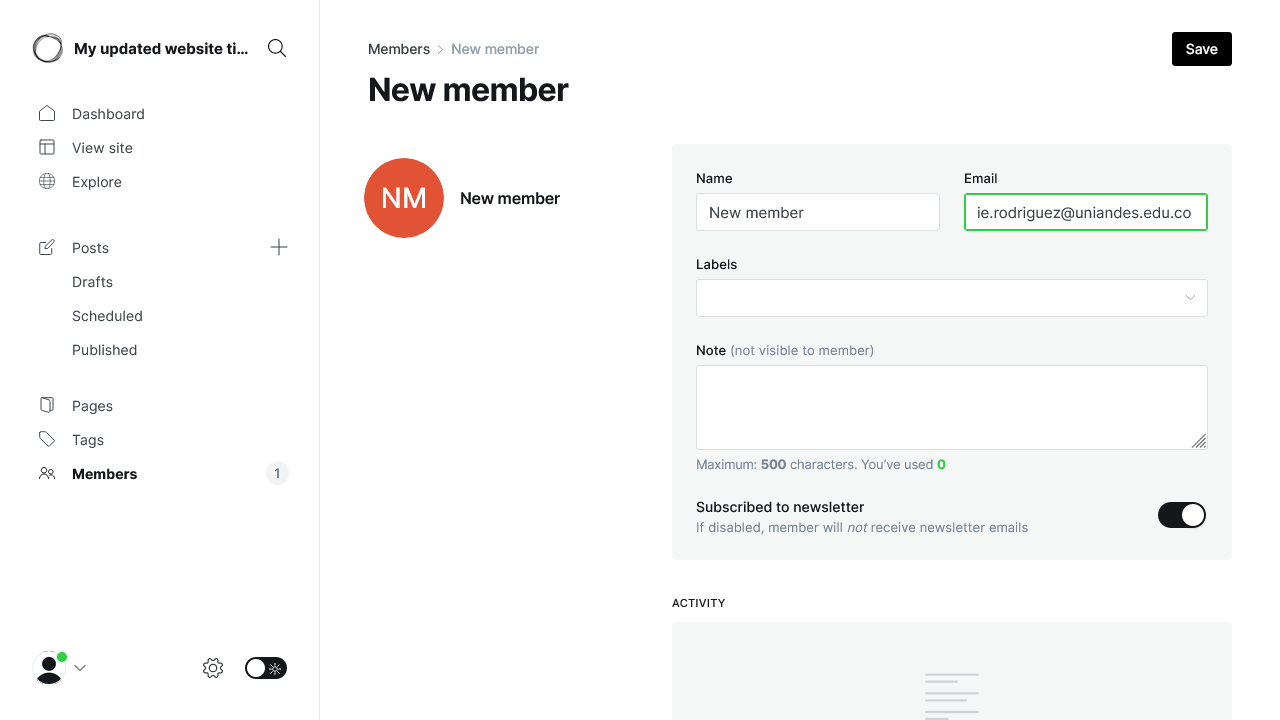 My updated website ti...
Dashboard
View site
Explore
Posts
Drafts
Scheduled
Published
Pages
Tags
Members
1
Members
New member
Save
New member
NM
New member
Name
Email
New member
ie.rodriguez@uniandes.edu.co
Labels
Note (not visible to member)
Maximum: 500 characters. You've used 0
Subscribed to newsletter
If disabled, member will not receive newsletter emails
ACTIVITY